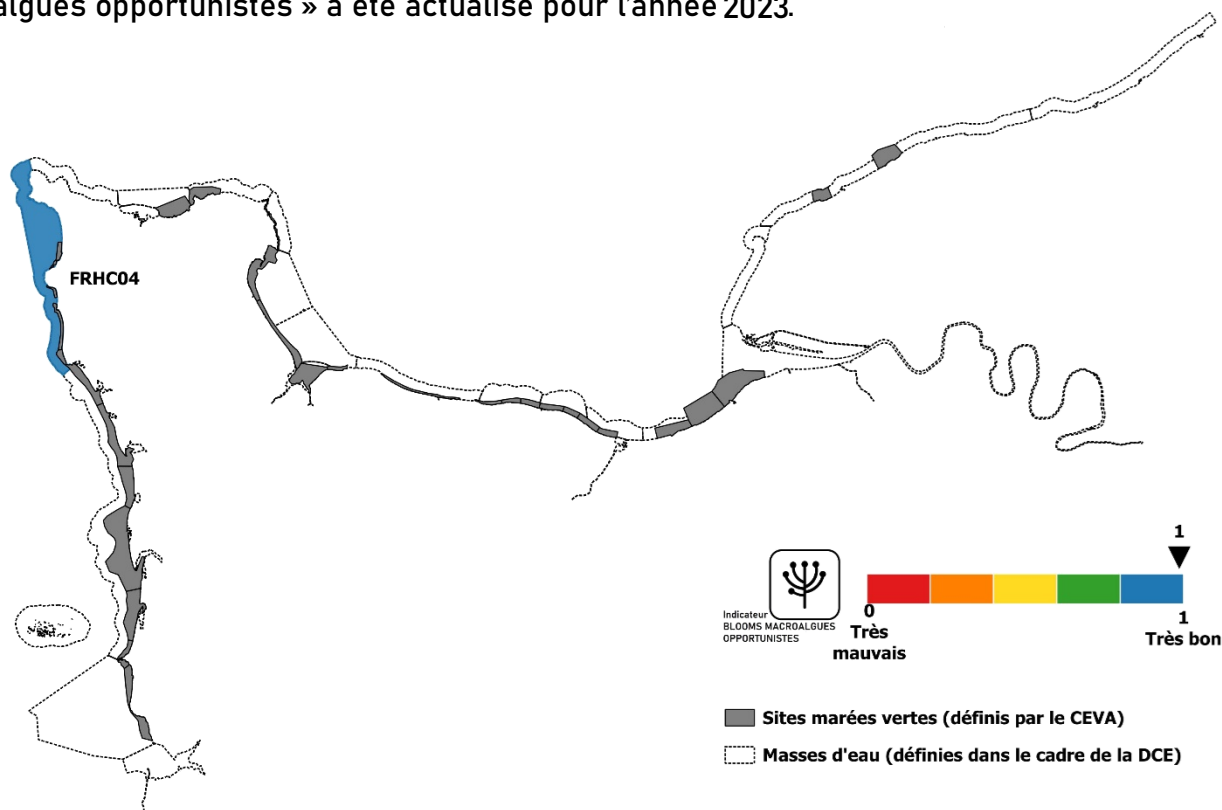 algues opportunistes » a été actualisé pour l'année 2023.
FRHC04
1
Indicateur
BLOOMS MACROALGUES
OPPORTUNISTES
0
Très
mauvais
1
Très bon
Sites marées vertes (définis par le CEVA)
Masses d'eau (définies dans le cadre de la DCE)